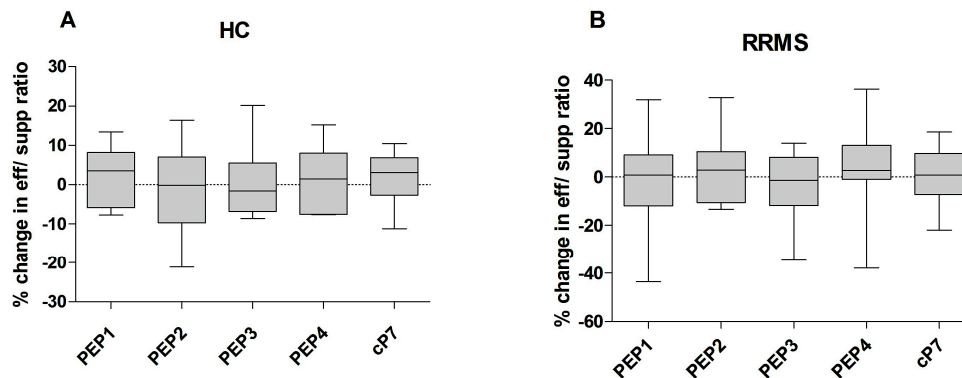 A
HC
% change in eff/ supp ratio
30
20
10
0
-10
-20
-30
PEP1
PEP2
PEP3
PEP4
cP7
B
RRMS
% change in eff/ supp ratio
40
20
0
-20
-40
-60
PEP1
PEP2
PEP3
PEP4
cP7